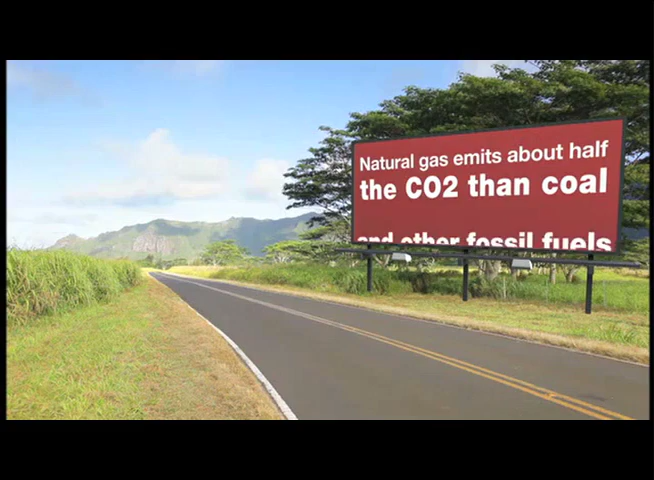 Natural gas emits about half
the CO2 than coal
and other fossil fuels